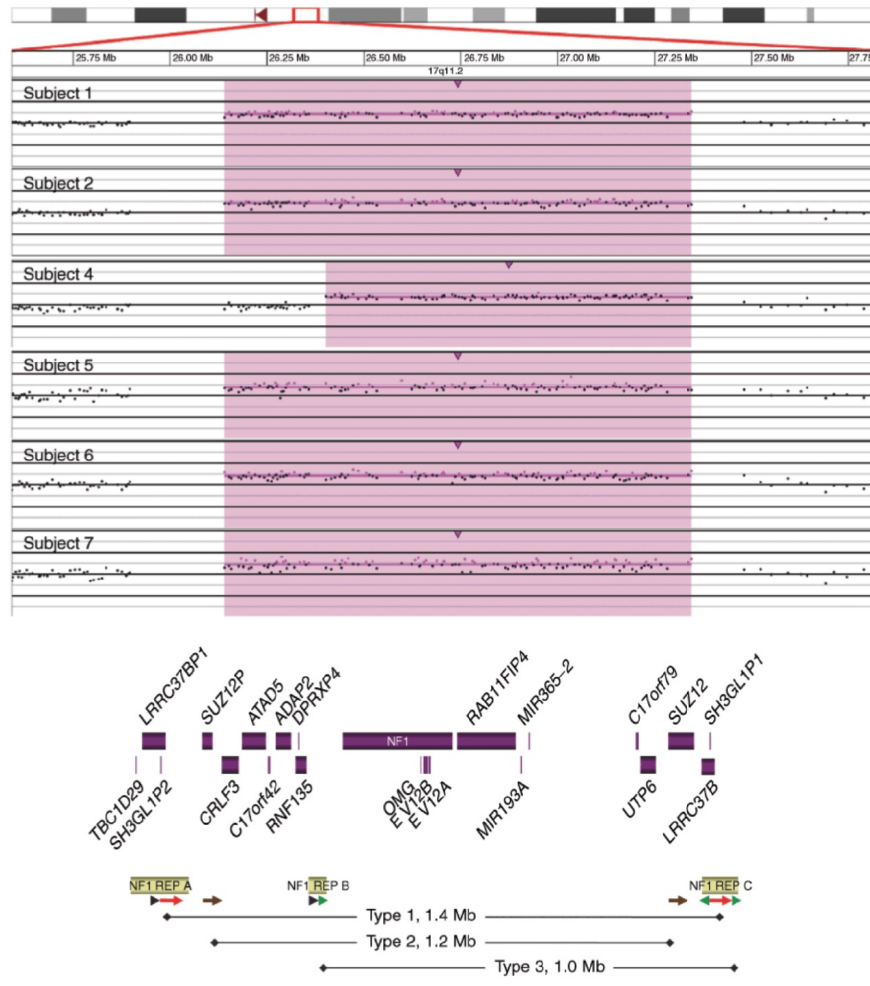 25.75 Mb 26.00 Mb 26.25 Mb 26.50 Mb 26.75 Mb 27.00 Mb 27.25 Mb 27.50 Mb 27.75
17q11.2
Subject 1
Subject 2
Subject 4
Subject 5
Subject 6
Subject 7
LRRC37BP1 SUZ12P ATAD5 ADAP2 DPRXP4 RAB11FIP4 MIR365-2 C17orf79 SUZ12 SH3GL1P1
NF1
TBC1D29 SH3GL1P2 CRLF3 C17orf42 RNF135 OMG EVI2B EVI2A MIR193A UTP6 LRRC37B
NF1 REP A NF1 REP B NF1 REP C
Type 1, 1.4 Mb
Type 2, 1.2 Mb
Type 3, 1.0 Mb